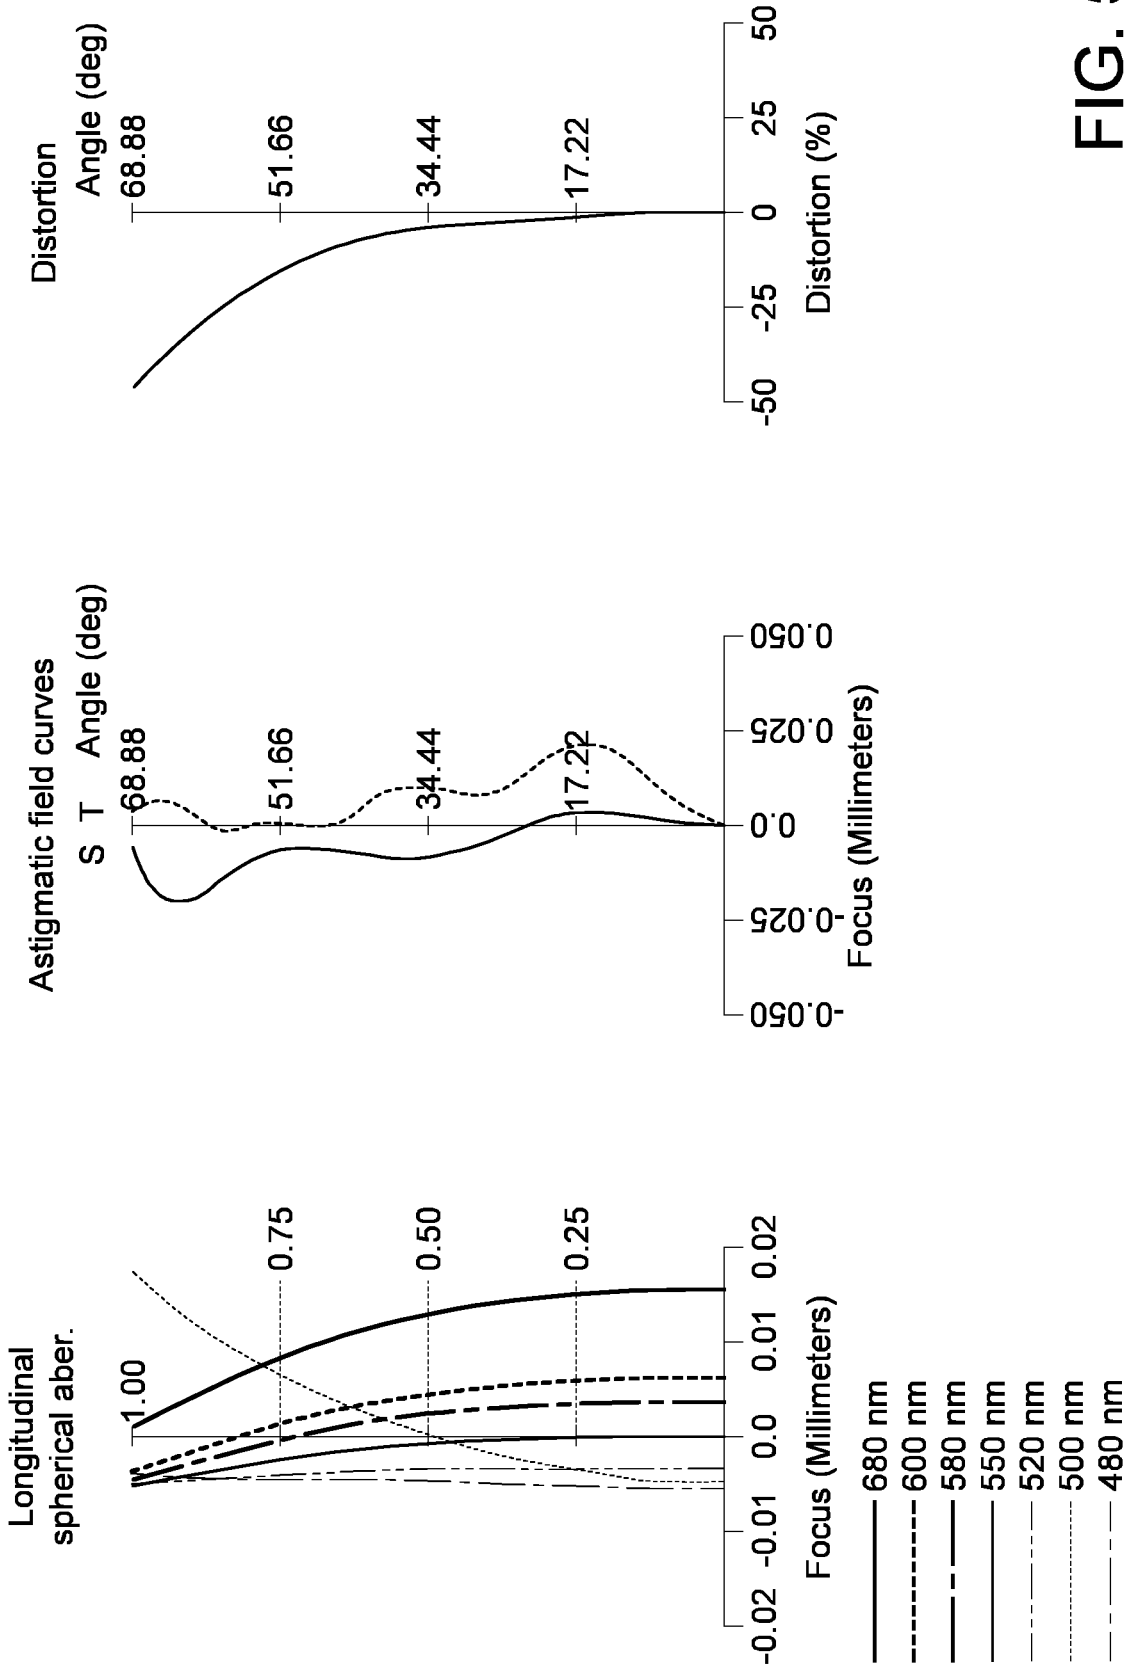 Longitudinal
spherical aber.
1.00
0.75
0.50
0.25
-0.02 -0.01 0.0 0.01 0.02
Focus (Millimeters)
680 nm
600 nm
580 nm
550 nm
520 nm
500 nm
480 nm
Astigmatic field curves
S T Angle (deg)
68.88
51.66
34.44
17.22
-0.050 -0.025 0.0 0.025 0.050
Focus (Millimeters)
Distortion
Angle (deg)
68.88
51.66
34.44
17.22
-50 -25 0 25 50
Distortion (%)
FIG.